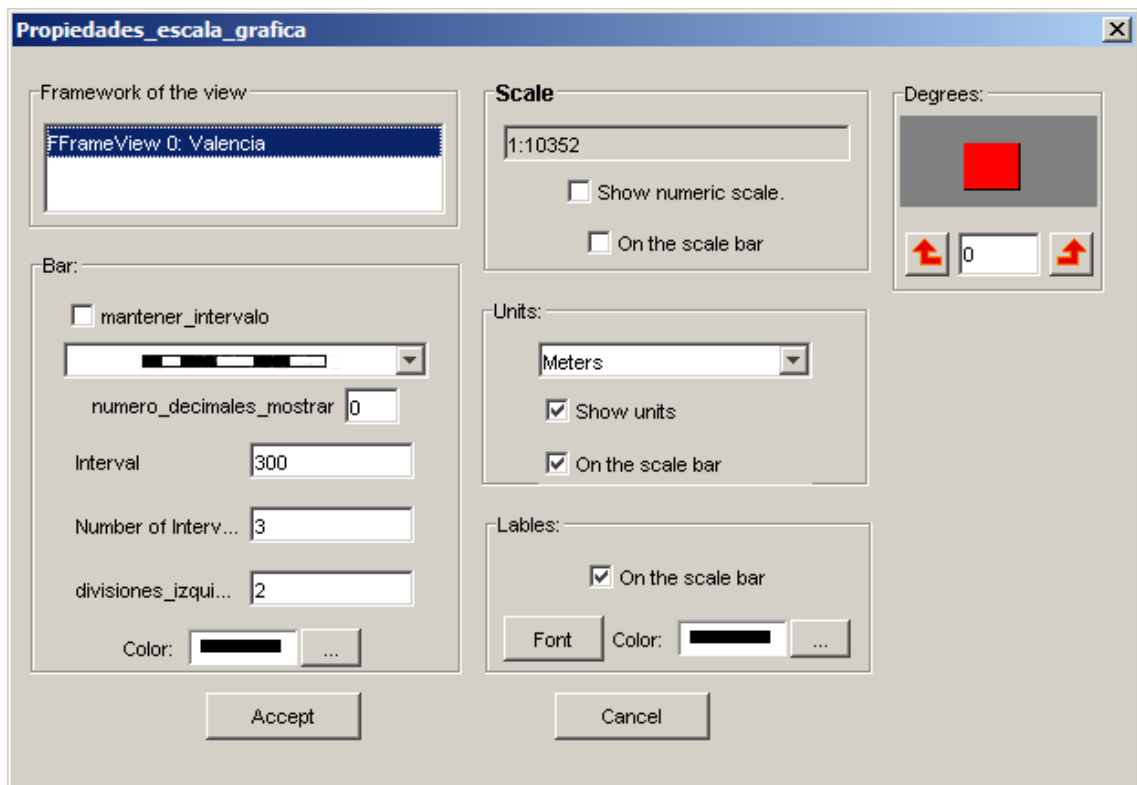 Propiedades_escala_grafica
Framework of the view
FFrameView 0: Valencia
Bar:
mantener_intervalo
numero_decimales_mostrar 0
Interval 300
Number of Interv... 3
divisiones_izqui... 2
Color: ...
Scale
1:10352
Show numeric scale.
On the scale bar
Units:
Meters
Show units
On the scale bar
Lables:
On the scale bar
Font Color: ...
Degrees:
0
Accept
Cancel